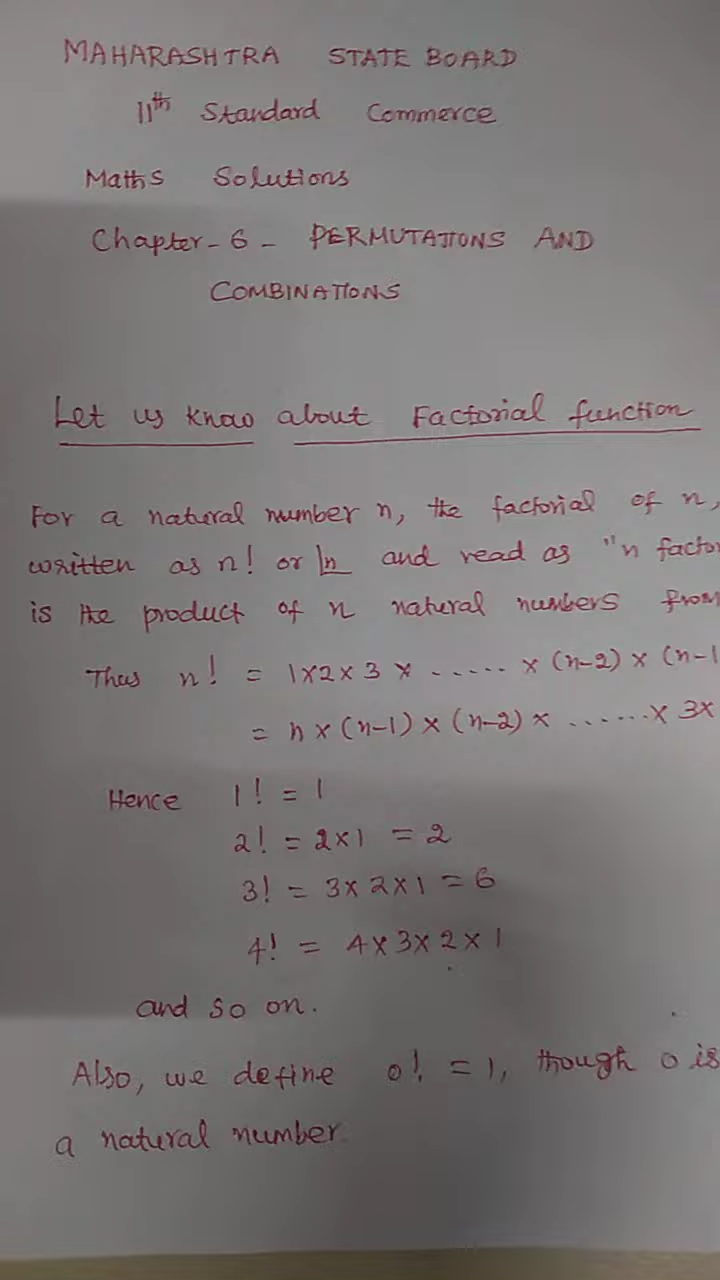 MAHARASHTRA STATE BOARD
11th Standard Commerce
Maths Solutions
Chapter-6- PERMUTATIONS AND
COMBINATIONS
Let us know about Factorial function
For a natural number n, the factorial of n,
written as n! or |n and read as "n factor
is the product of n natural numbers from
Thus n! = 1×2×3×......×(n-2)×(n-1
= n×(n-1)×(n-2)×......×3×
Hence 1! = 1
2! = 2×1 = 2
3! = 3×2×1 = 6
4! = 4×3×2×1
and so on.
Also, we define 0! = 1, though 0 is
a natural number.